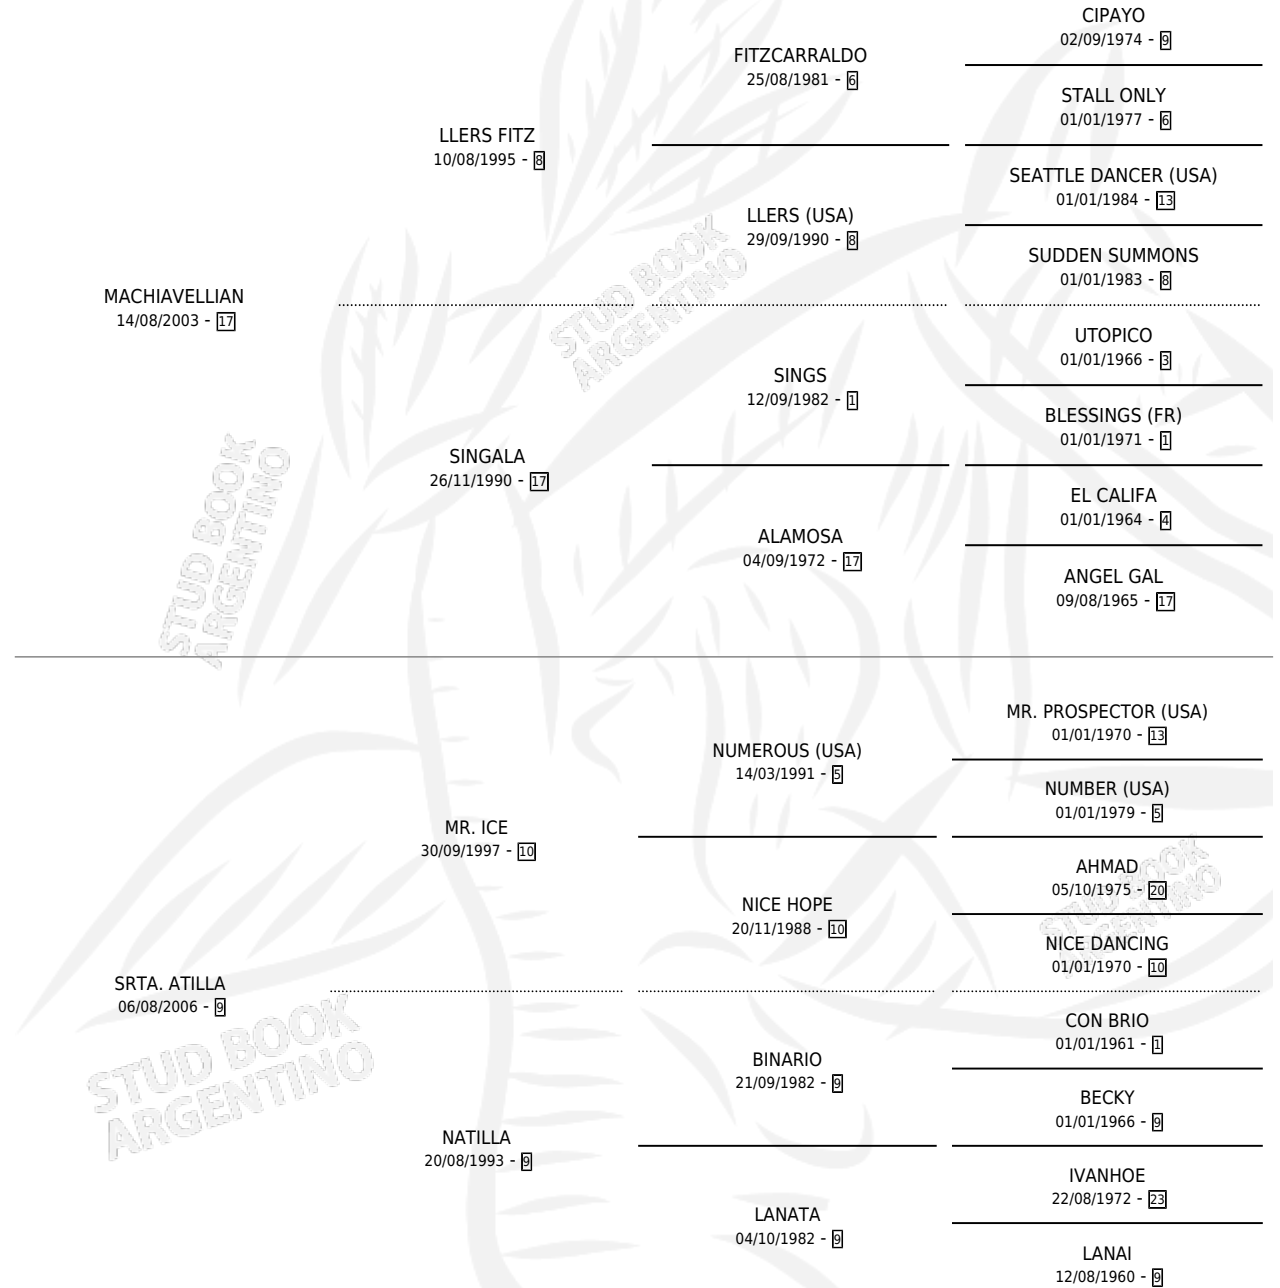 CIPAYO
02/09/1974 - 9
FITZCARRALDO
25/08/1981 - 6
STALL ONLY
01/01/1977 - 6
LLERS FITZ
10/08/1995 - 8
SEATTLE DANCER (USA)
01/01/1984 - 13
LLERS (USA)
29/09/1990 - 8
SUDDEN SUMMONS
01/01/1983 - 8
MACHIAVELLIAN
14/08/2003 - 17
STUD BOOK
ARGENTINO
UTOPICO
01/01/1966 - 3
SINGS
12/09/1982 - 1
BLESSINGS (FR)
01/01/1971 - 1
SINGALA
26/11/1990 - 17
EL CALIFA
01/01/1964 - 4
ALAMOSA
04/09/1972 - 17
ANGEL GAL
09/08/1965 - 17
STUD BOOK
ARGENTINO
MR. PROSPECTOR (USA)
01/01/1970 - 13
NUMEROUS (USA)
14/03/1991 - 5
NUMBER (USA)
01/01/1979 - 5
MR. ICE
30/09/1997 - 10
AHMAD
05/10/1975 - 20
NICE HOPE
20/11/1988 - 10
NICE DANCING
01/01/1970 - 10
STUD BOOK
ARGENTINO
SRTA. ATILLA
06/08/2006 - 9
CON BRIO
01/01/1961 - 1
BINARIO
21/09/1982 - 9
BECKY
01/01/1966 - 9
STUD BOOK
ARGENTINO
NATILLA
20/08/1993 - 9
IVANHOE
22/08/1972 - 23
LANATA
04/10/1982 - 9
LANAI
12/08/1960 - 9